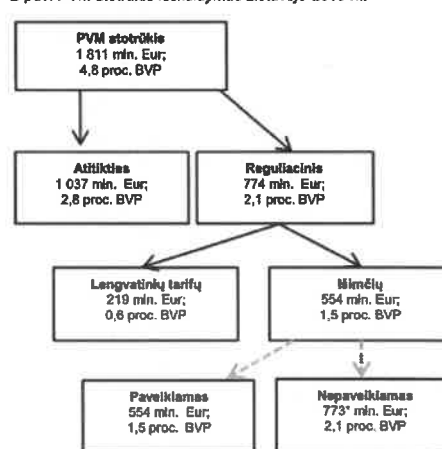 PVM atotrūkis
1 811 mln. Eur;
4,8 proc. BVP
Atitikties
1 037 mln. Eur;
2,8 proc. BVP
Reguliacinis
774 mln. Eur;
2,1 proc. BVP
Lengvatinių tarifų
219 mln. Eur;
0,6 proc. BVP
Išimčių
554 mln. Eur;
1,5 proc. BVP
Paveikiamas
554 mln. Eur;
1,5 proc. BVP
Nepaveikiamas
773* mln. Eur;
2,1 proc. BVP